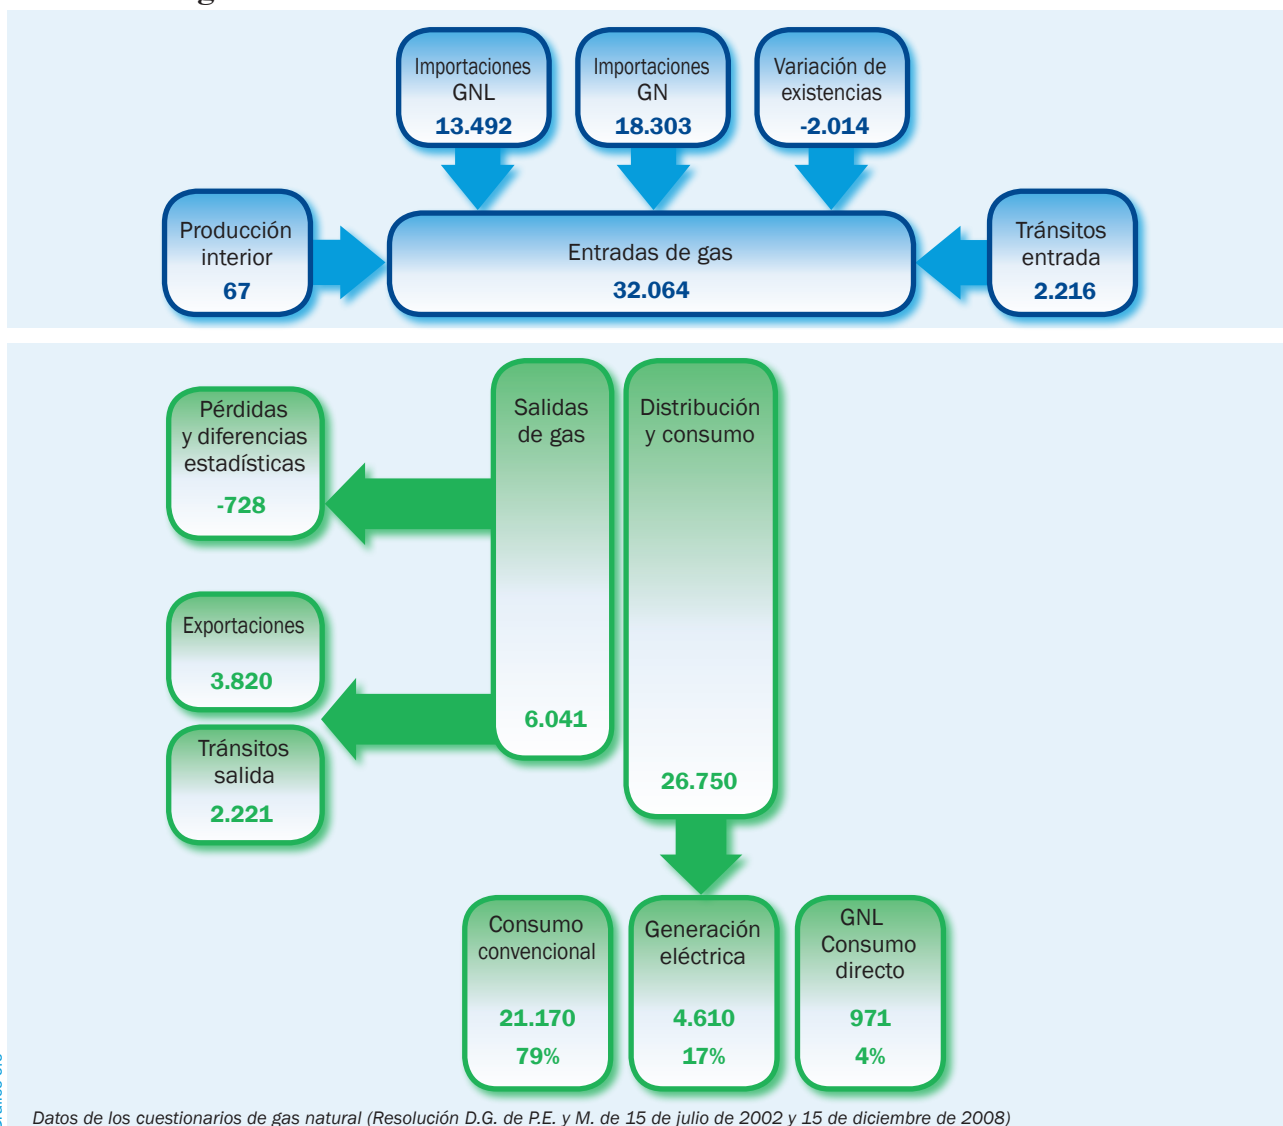 Importaciones
GNL
13.492
Importaciones
GN
18.303
Variación de
existencias
-2.014
Producción
interior
67
Entradas de gas
32.064
Tránsitos
entrada
2.216
Pérdidas
y diferencias
estadísticas
-728
Salidas
de gas
6.041
Distribución
y consumo
26.750
Exportaciones
3.820
Tránsitos
salida
2.221
Consumo
convencional
21.170
79%
Generación
eléctrica
4.610
17%
GNL
Consumo
directo
971
4%
Datos de los cuestionarios de gas natural (Resolución D.G. de P.E. y M. de 15 de julio de 2002 y 15 de diciembre de 2008)